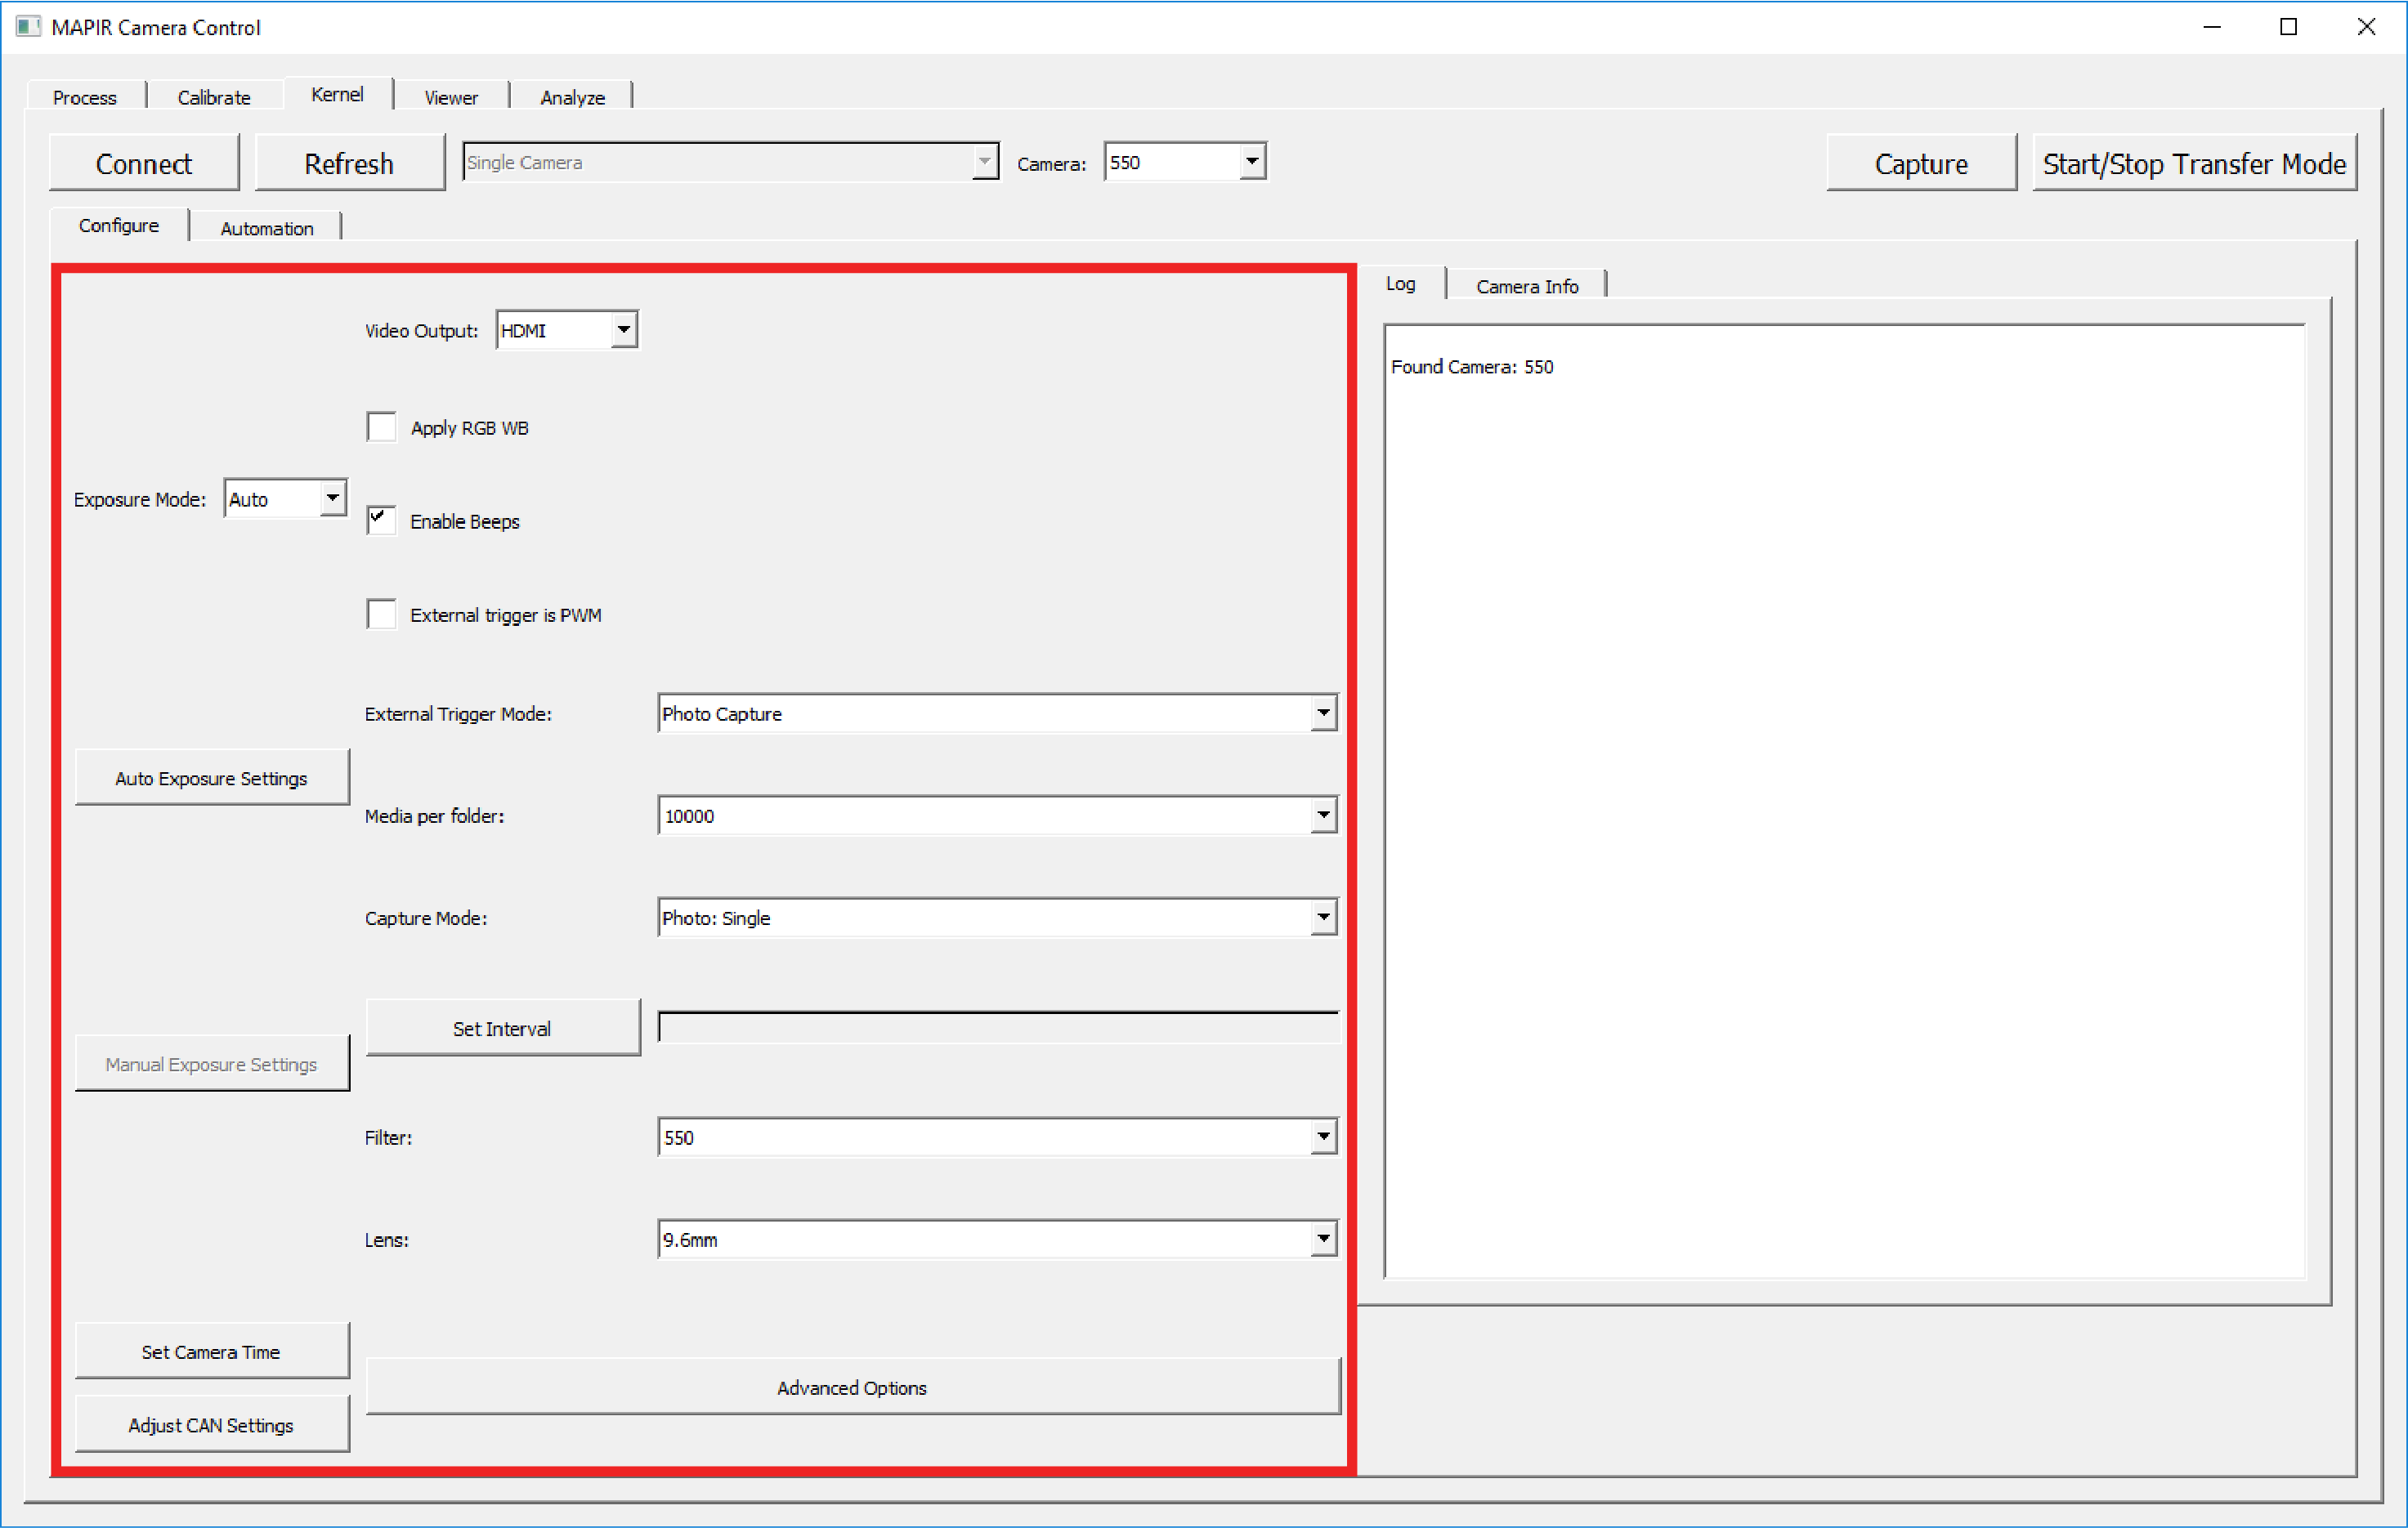 MAPIR Camera Control
Process Calibrate Kernel Viewer Analyze
Connect Refresh Single Camera Camera: 550 Capture Start/Stop Transfer Mode
Configure Automation
Log Camera Info
Video Output: HDMI
Found Camera: 550
Apply RGB WB
Exposure Mode: Auto
Enable Beeps
External trigger is PWM
External Trigger Mode: Photo Capture
Auto Exposure Settings
Media per folder: 10000
Capture Mode: Photo: Single
Set Interval
Manual Exposure Settings
Filter: 550
Lens: 9.6mm
Set Camera Time
Advanced Options
Adjust CAN Settings